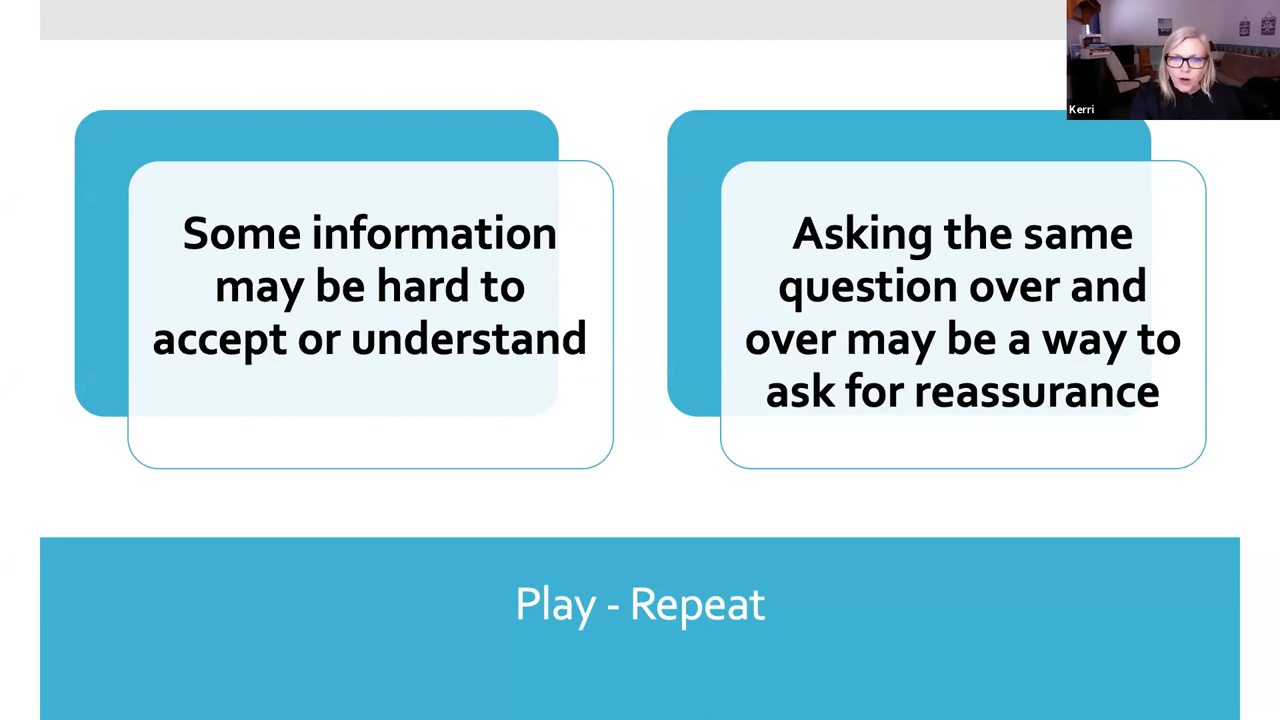 Kerri
Some information
may be hard to
accept or understand
Asking the same
question over and
over may be a way to
ask for reassurance
Play - Repeat